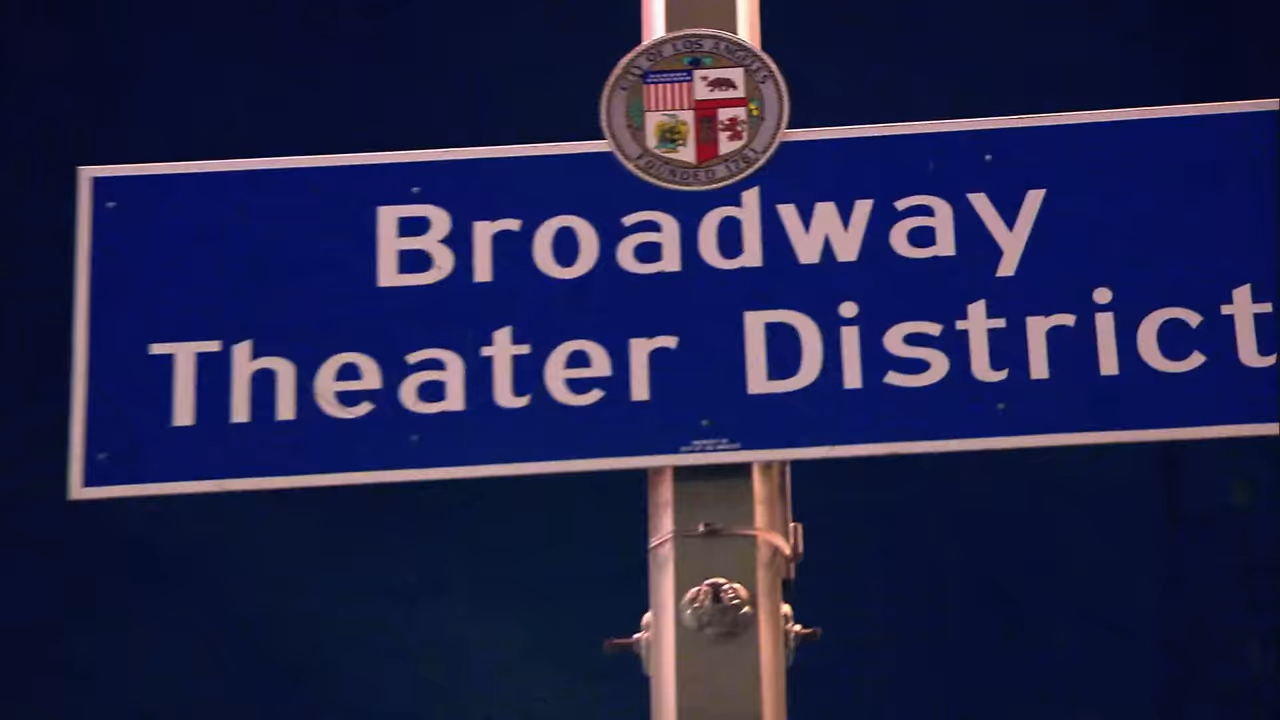 CITY OF LOS ANGELES
FOUNDED 1781
Broadway
Theater District